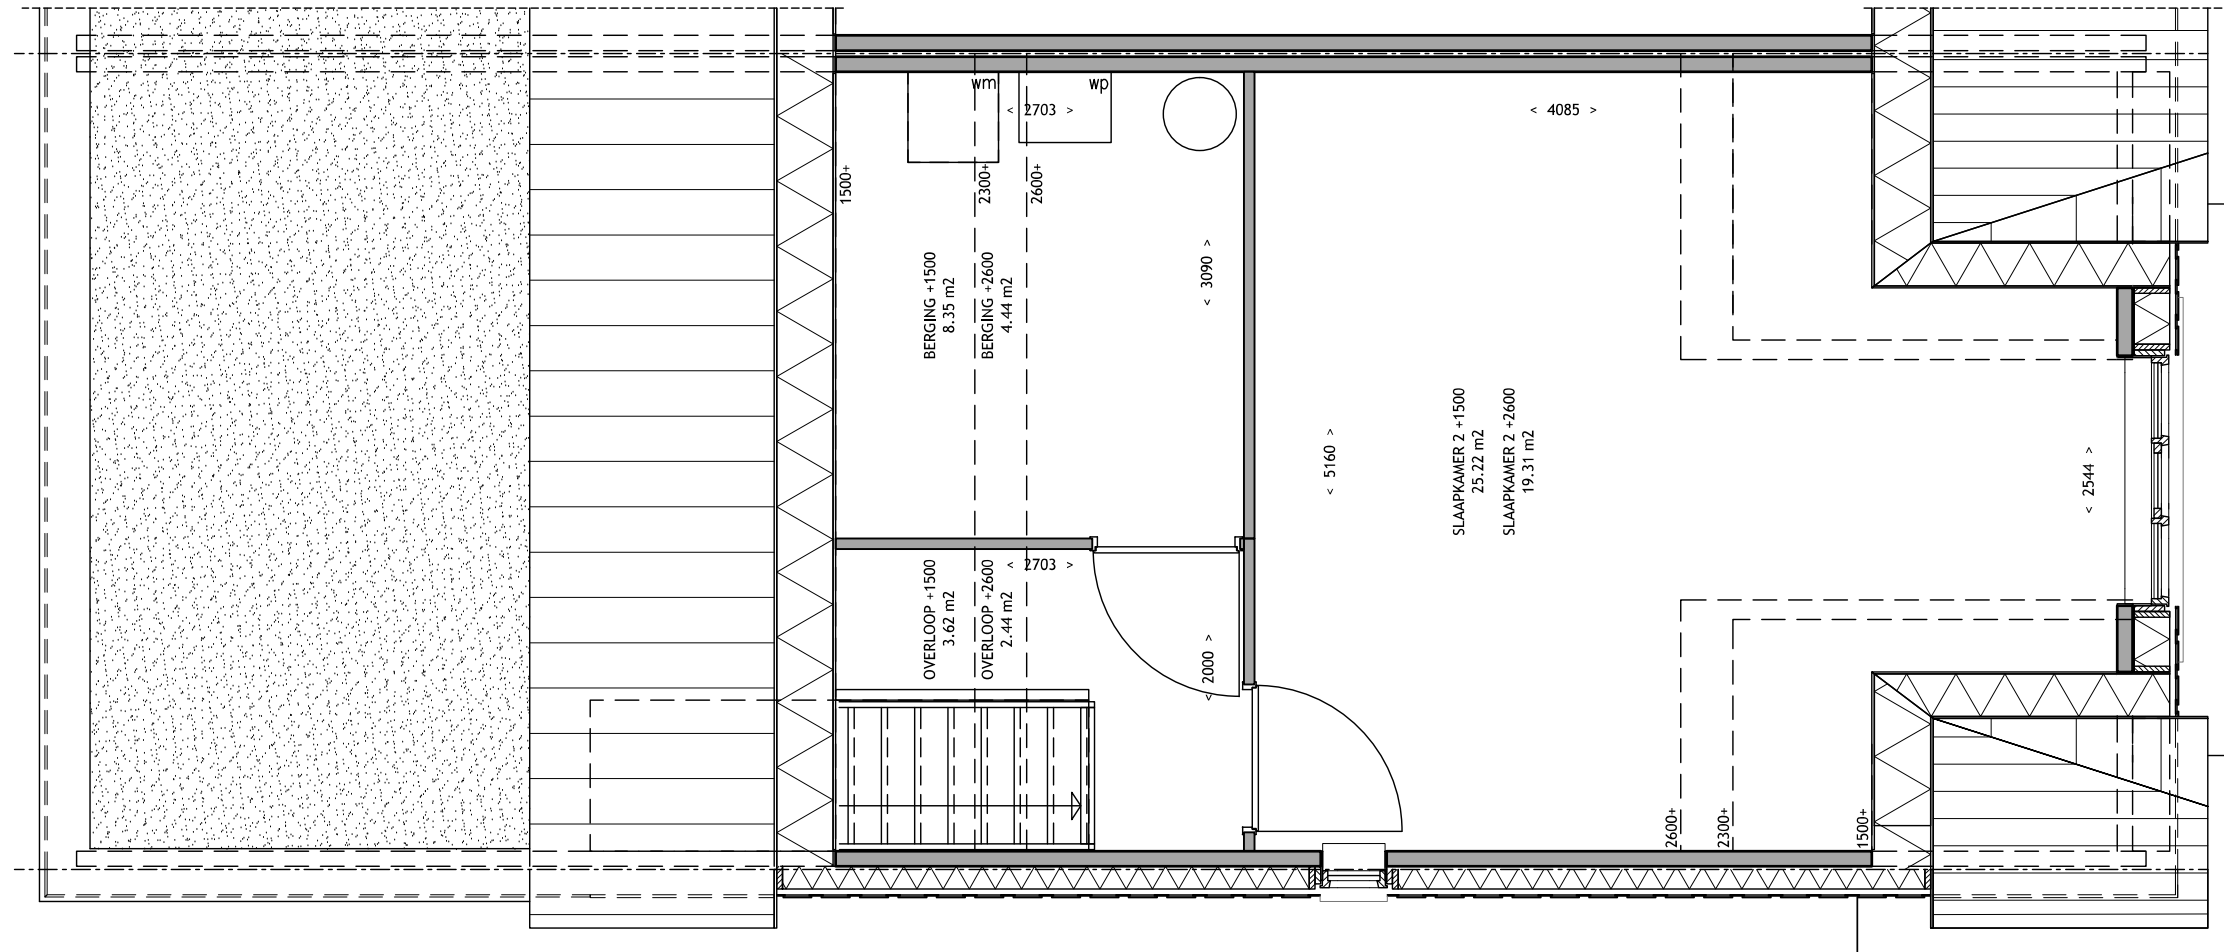 wm
wp
< 2703 >
< 4085 >
1500+
2300+
2600+
BERGING +1500
8.35 m2
BERGING +2600
4.44 m2
< 3090 >
SLAAPKAMER 2 +1500
25.22 m2
SLAAPKAMER 2 +2600
19.31 m2
< 5160 >
< 2544 >
OVERLOOP +1500
3.62 m2
OVERLOOP +2600
2.44 m2
< 2703 >
< 2000 >
2600+
2300+
1500+